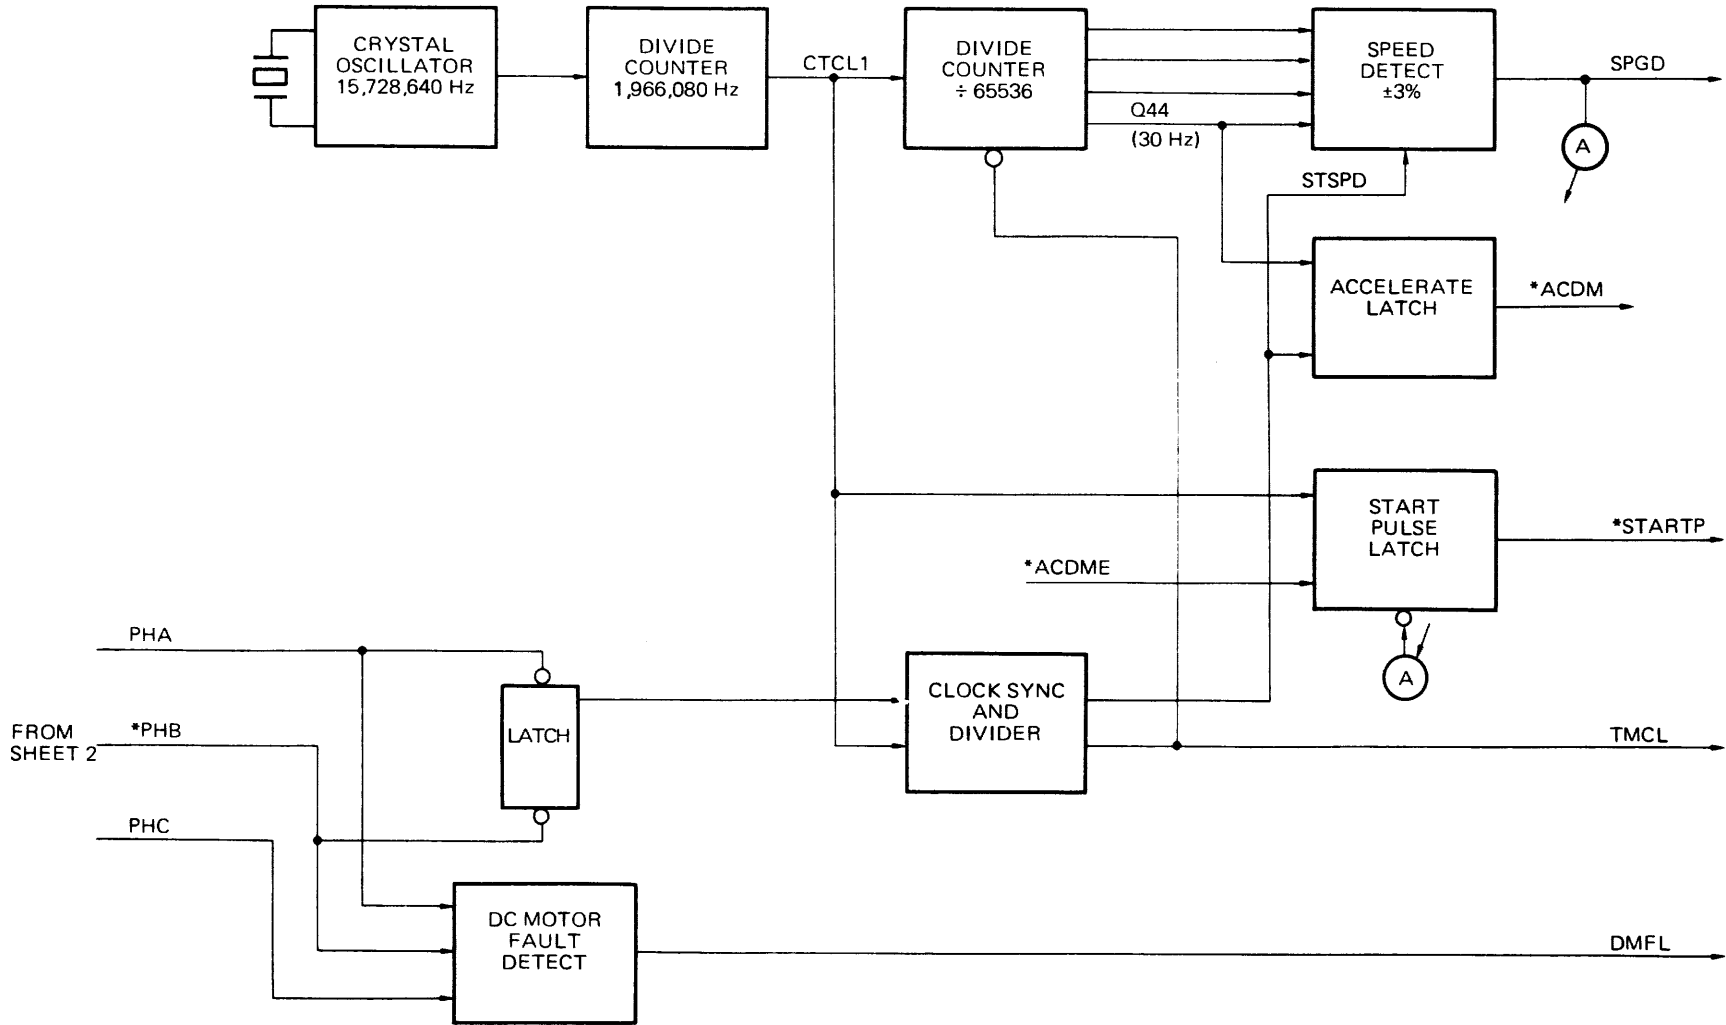 CRYSTAL
OSCILLATOR
15,728,640 Hz
DIVIDE
COUNTER
1,966,080 Hz
CTCL1
DIVIDE
COUNTER
÷ 65536
Q44
(30 Hz)
SPEED
DETECT
±3%
SPGD
A
STSPD
ACCELERATE
LATCH
*ACDM
START
PULSE
LATCH
*STARTP
*ACDME
A
PHA
FROM
SHEET 2
*PHB
PHC
LATCH
CLOCK SYNC
AND
DIVIDER
TMCL
DC MOTOR
FAULT
DETECT
DMFL